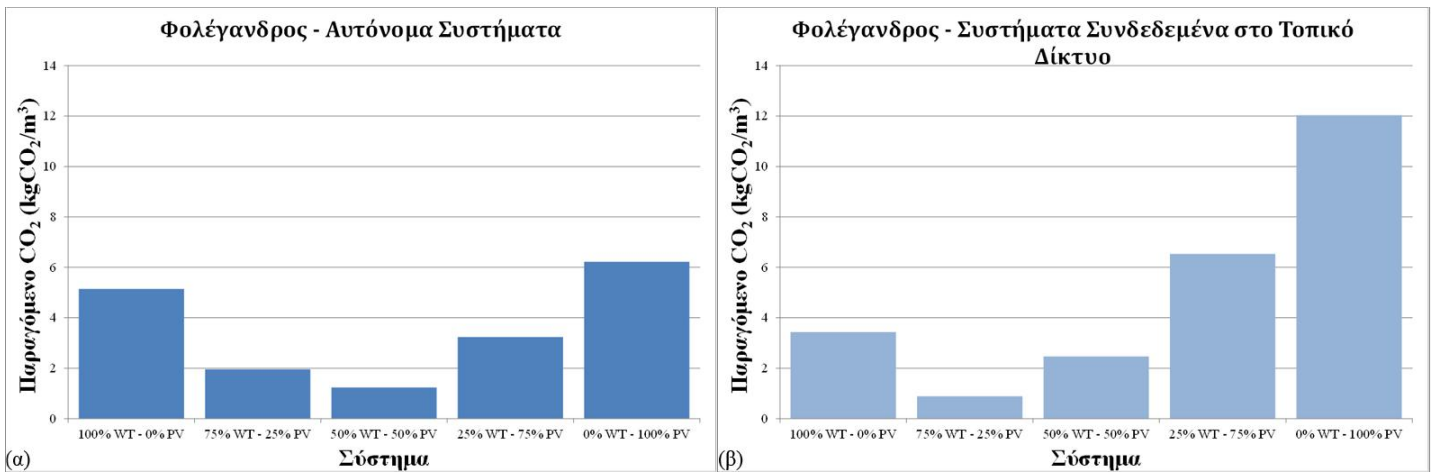 Φολέγανδρος - Αυτόνομα Συστήματα
14
12
10
8
6
4
2
0
Παραγόμενο CO2 (kgCO2/m3)
100% WT - 0% PV
75% WT - 25% PV
50% WT - 50% PV
25% WT - 75% PV
0% WT - 100% PV
Σύστημα
(α)
Φολέγανδρος - Συστήματα Συνδεδεμένα στο Τοπικό
Δίκτυο
14
12
10
8
6
4
2
0
Παραγόμενο CO2 (kgCO2/m3)
100% WT - 0% PV
75% WT - 25% PV
50% WT - 50% PV
25% WT - 75% PV
0% WT - 100% PV
Σύστημα
(β)